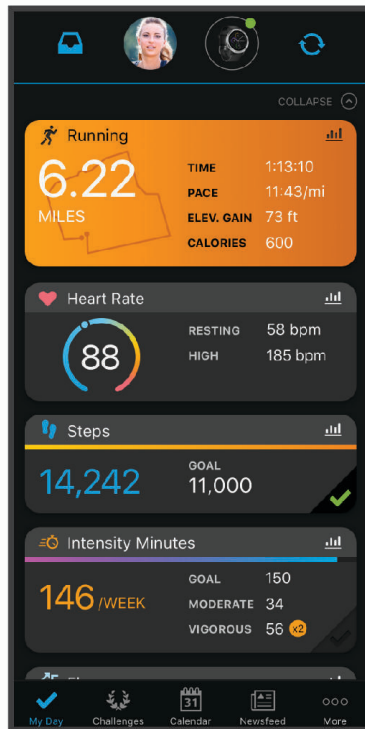 COLLAPSE
Running
6.22
MILES
TIME 1:13:10
PACE 11:43/mi
ELEV. GAIN 73 ft
CALORIES 600
Heart Rate
88
RESTING 58 bpm
HIGH 185 bpm
Steps
14,242
GOAL
11,000
Intensity Minutes
146 /WEEK
GOAL 150
MODERATE 34
VIGOROUS 56 x2
31
My Day Challenges Calendar Newsfeed More